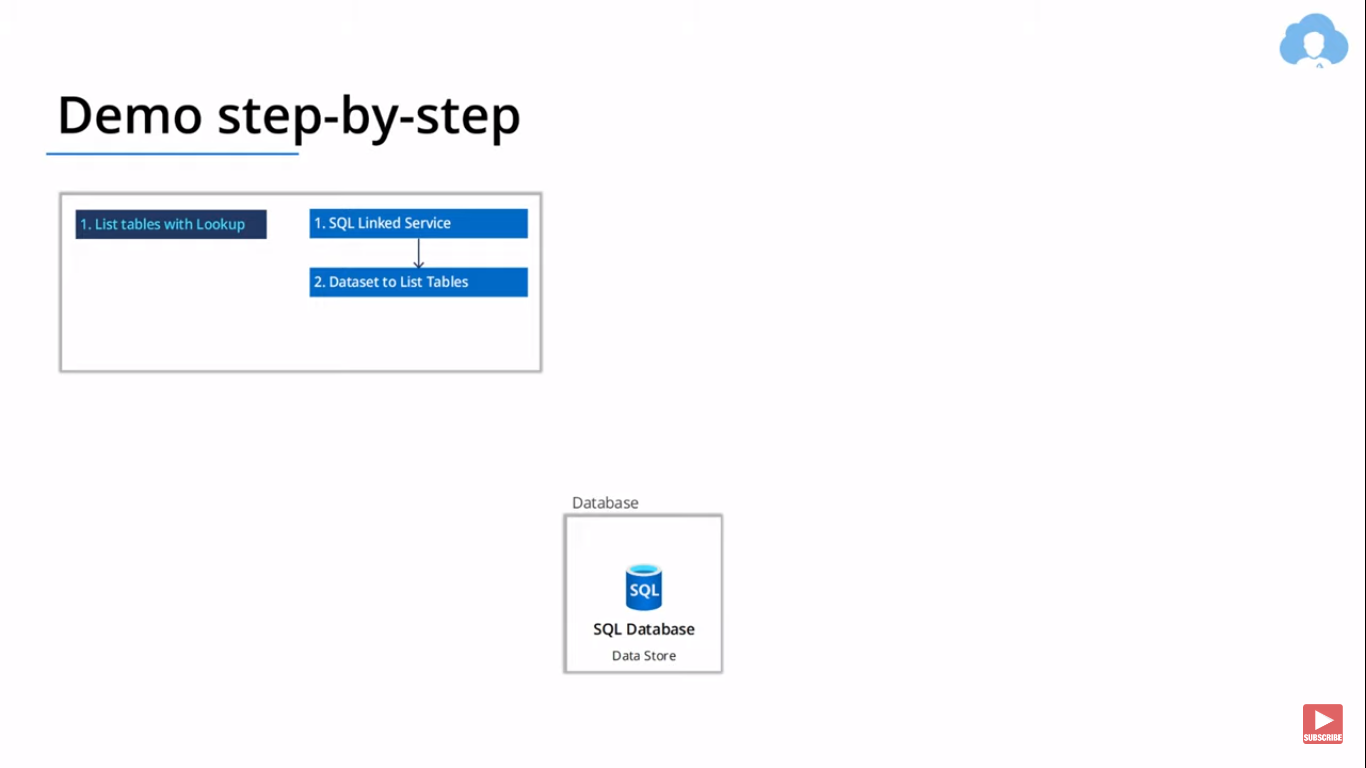 Demo step-by-step
1. List tables with Lookup
1. SQL Linked Service
2. Dataset to List Tables
Database
SQL
SQL Database
Data Store
SUBSCRIBE